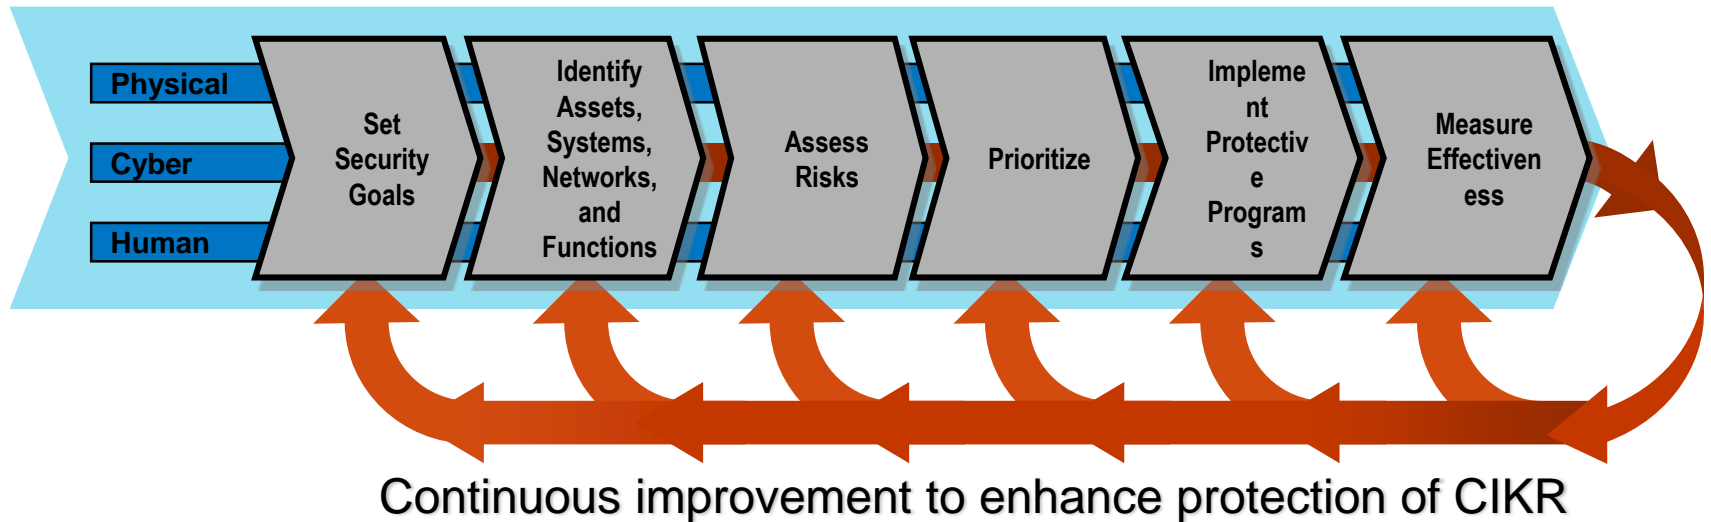 Physical
Cyber
Human
Set
Security
Goals
Identify
Assets,
Systems,
Networks,
and
Functions
Assess
Risks
Prioritize
Impleme
nt
Protectiv
e
Program
s
Measure
Effectiven
ess
Continuous improvement to enhance protection of CIKR